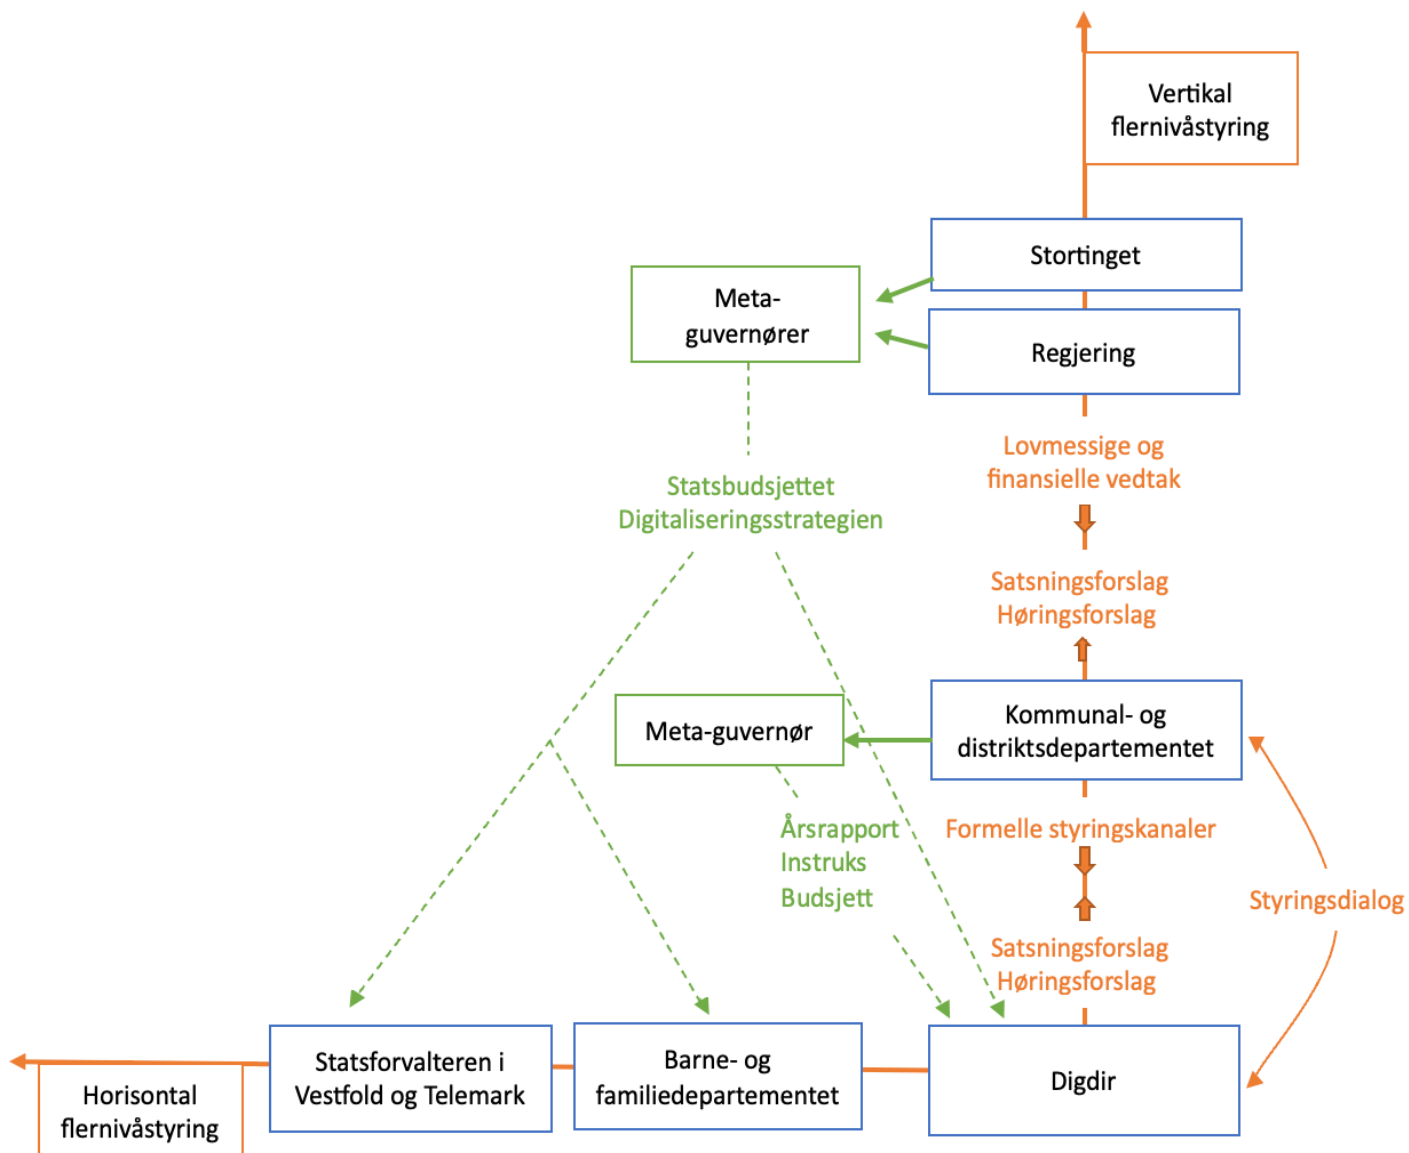 Vertikal
flernivåstyring
Stortinget
Meta-
guvernører
Regjering
Lovmessige og
finansielle vedtak
Statsbudsjettet
Digitaliseringsstrategien
Satsningsforslag
Høringsforslag
Meta-guvernør
Kommunal- og
distriktsdepartementet
Årsrapport
Instruks
Budsjett
Formelle styringskanaler
Styringsdialog
Satsningsforslag
Høringsforslag
Statsforvalteren i
Vestfold og Telemark
Barne- og
familiedepartementet
Digdir
Horisontal
flernivåstyring